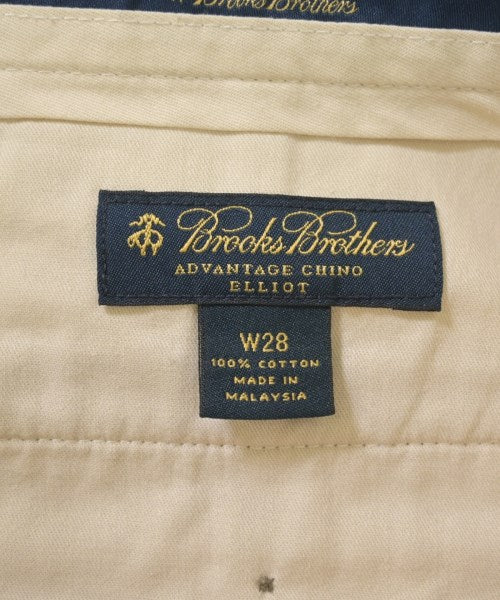 Brooks Brothers
Brooks Brothers
ADVANTAGE CHINO
ELLIOT
W28
100% COTTON
MADE IN
MALAYSIA